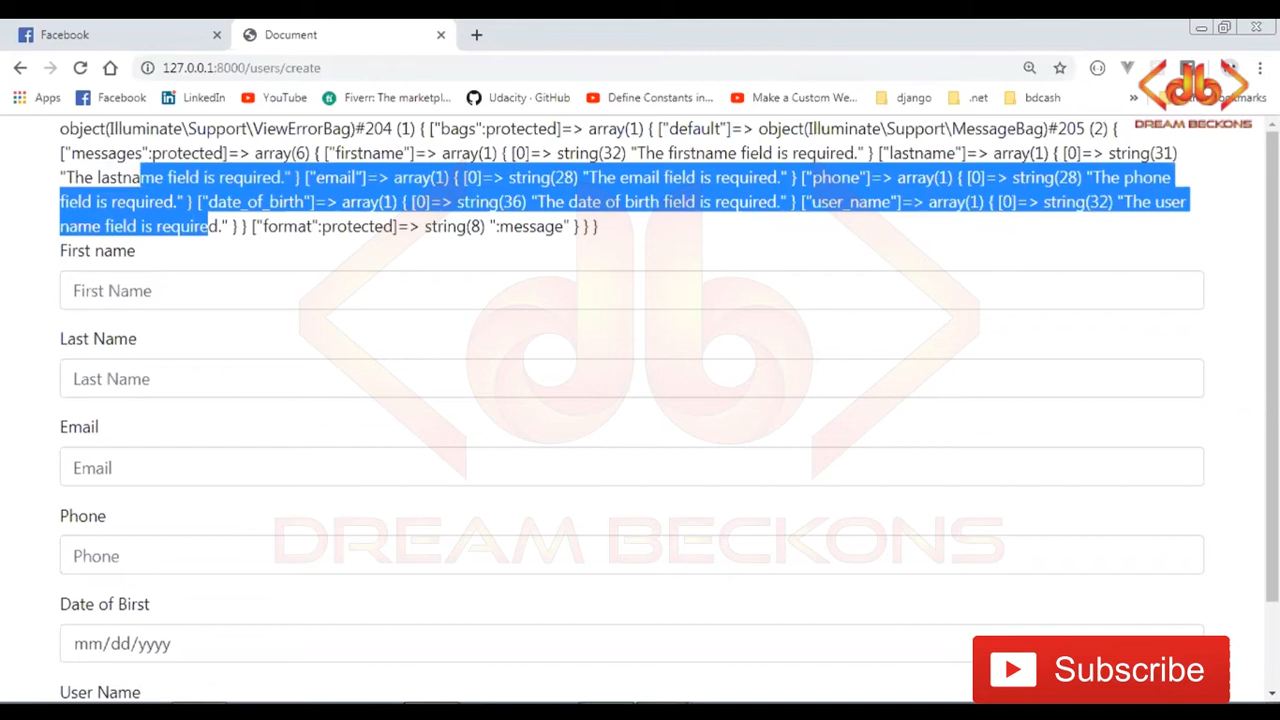 Facebook
Document
127.0.0.1:8000/users/create
Apps
Facebook
LinkedIn
YouTube
Fiverr: The marketpl...
Udacity · GitHub
Define Constants in...
Make a Custom We...
django
.net
bdcash
»
DREAM BECKONS
object(Illuminate\Support\ViewErrorBag)#204 (1) { ["bags":protected]=> array(1) { ["default"]=> object(Illuminate\Support\MessageBag)#205 (2) {
["messages":protected]=> array(6) { ["firstname"]=> array(1) { [0]=> string(32) "The firstname field is required." } ["lastname"]=> array(1) { [0]=> string(31)
"The lastname field is required." } ["email"]=> array(1) { [0]=> string(28) "The email field is required." } ["phone"]=> array(1) { [0]=> string(28) "The phone
field is required." } ["date_of_birth"]=> array(1) { [0]=> string(36) "The date of birth field is required." } ["user_name"]=> array(1) { [0]=> string(32) "The user
name field is required." } } ["format":protected]=> string(8) ":message" } } }
First name
First Name
Last Name
Last Name
Email
Email
Phone
Phone
DREAM BECKONS
Date of Birst
mm/dd/yyyy
Subscribe
User Name